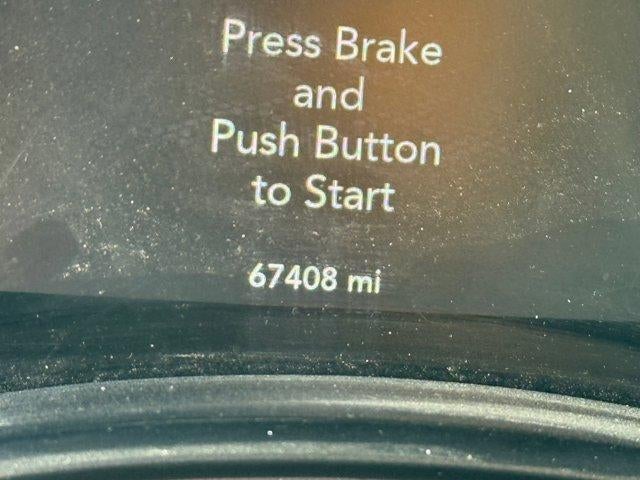 Press Brake
and
Push Button
to Start
67408 mi